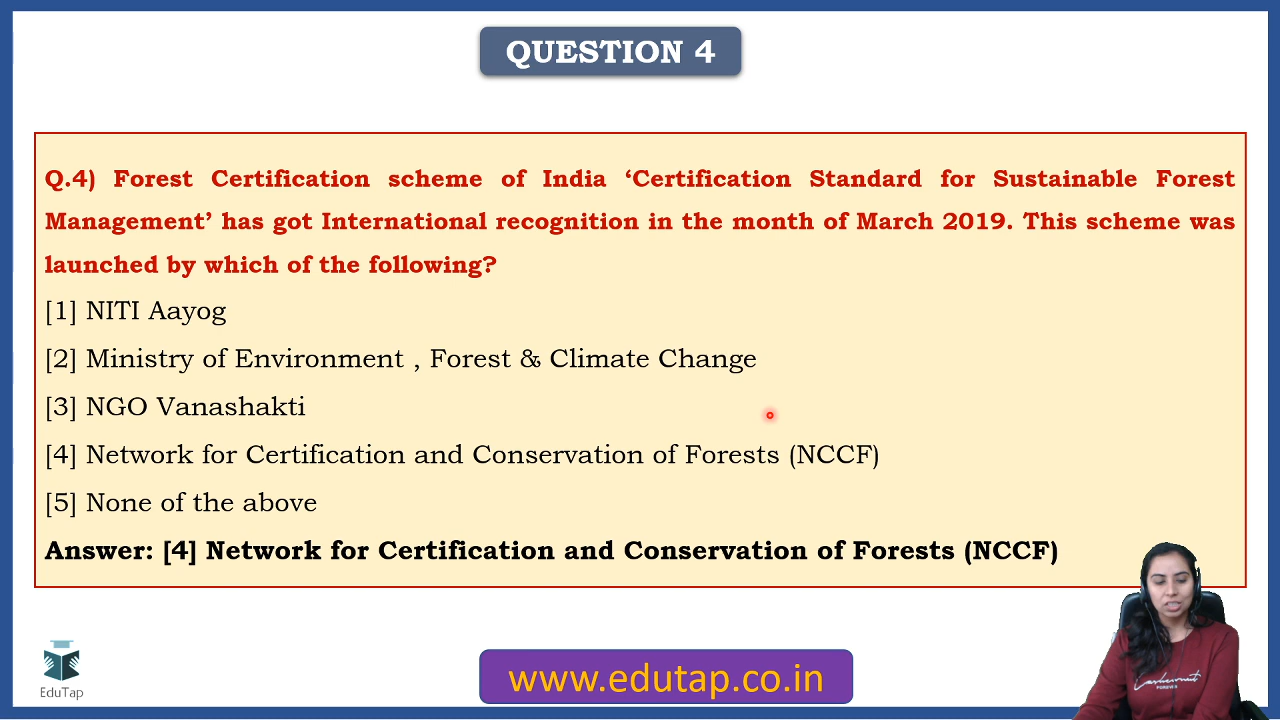 QUESTION 4
Q.4) Forest Certification scheme of India ‘Certification Standard for Sustainable Forest
Management’ has got International recognition in the month of March 2019. This scheme was
launched by which of the following?
[1] NITI Aayog
[2] Ministry of Environment , Forest & Climate Change
[3] NGO Vanashakti
[4] Network for Certification and Conservation of Forests (NCCF)
[5] None of the above
Answer: [4] Network for Certification and Conservation of Forests (NCCF)
EduTap
www.edutap.co.in